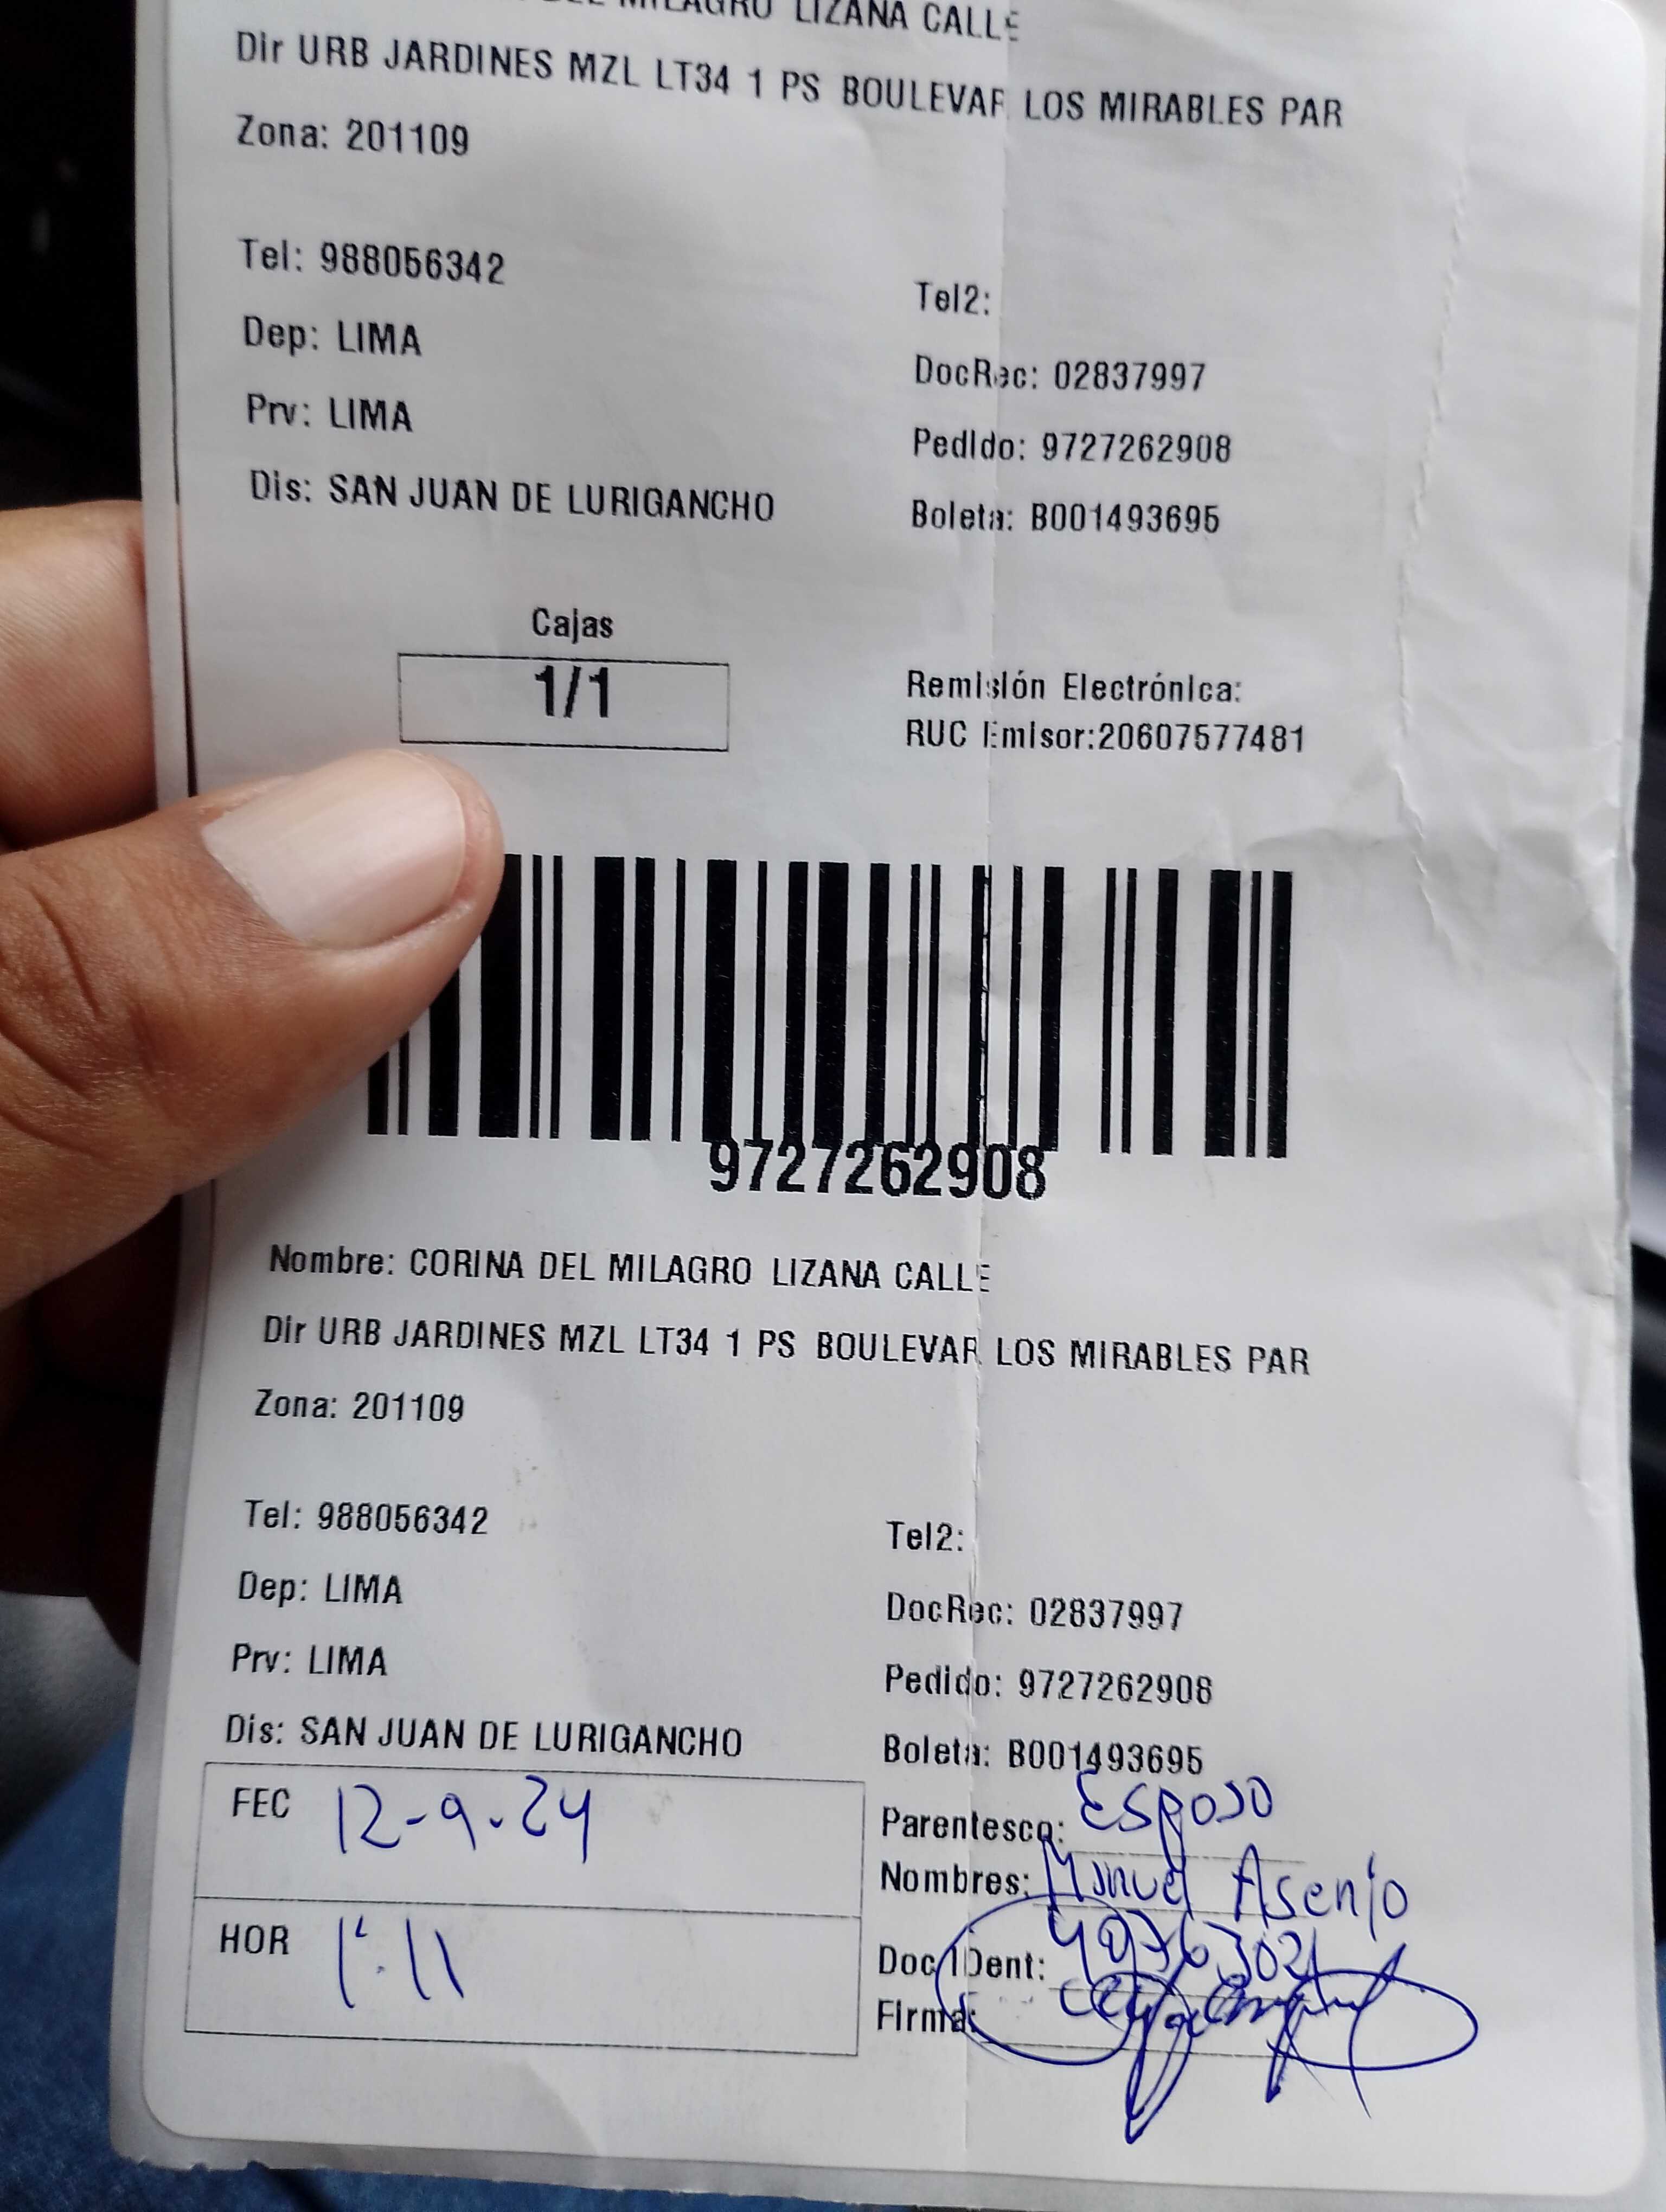 MILAGRO LIZANA CALLE
Dir URB JARDINES MZL LT34 1 PS BOULEVAR LOS MIRABLES PAR
Zona: 201109
Tel: 988056342
Tel2:
Dep: LIMA
DocRec: 02837997
Prv: LIMA
Pedido: 9727262908
Dis: SAN JUAN DE LURIGANCHO
Boleta: B001493695
Cajas
1/1
Remisión Electrónica:
RUC Emisor:20607577481
9727262908
Nombre: CORINA DEL MILAGRO LIZANA CALLE
Dir URB JARDINES MZL LT34 1 PS BOULEVAR LOS MIRABLES PAR
Zona: 201109
Tel: 988056342
Tel2:
Dep: LIMA
DocRec: 02837997
Prv: LIMA
Pedido: 9727262908
Dis: SAN JUAN DE LURIGANCHO
Boleta: B001493695
FEC 12-9-24
Parentesco: Esposo
Nombres: Manuel Asenjo
HOR 1:11
Doc IDent:
Firma: